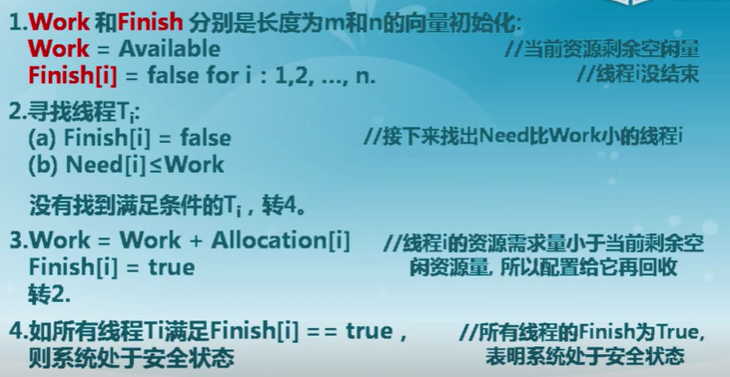 1.Work 和Finish 分别是长度为m和n的向量初始化:
Work = Available //当前资源剩余空闲量
Finish[i] = false for i : 1,2, ..., n. //线程i没结束
2.寻找线程Ti:
(a) Finish[i] = false //接下来找出Need比Work小的线程i
(b) Need[i]≤Work
没有找到满足条件的Ti，转4。
3.Work = Work + Allocation[i] //线程i的资源需求量小于当前剩余空
Finish[i] = true 闲资源量, 所以配置给它再回收
转2.
4.如所有线程Ti满足Finish[i] == true， //所有线程的Finish为True,
则系统处于安全状态 表明系统处于安全状态